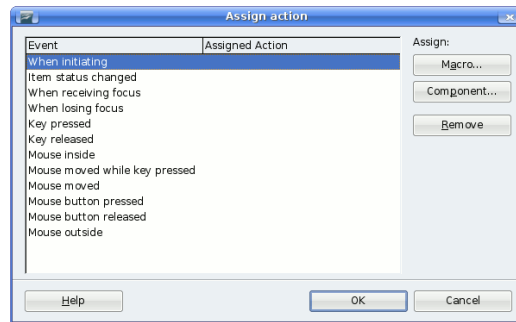 Assign action
Event Assigned Action
Assign:
When initiating
Macro...
Item status changed
When receiving focus
Component...
When losing focus
Key pressed
Remove
Key released
Mouse inside
Mouse moved while key pressed
Mouse moved
Mouse button pressed
Mouse button released
Mouse outside
Help OK Cancel